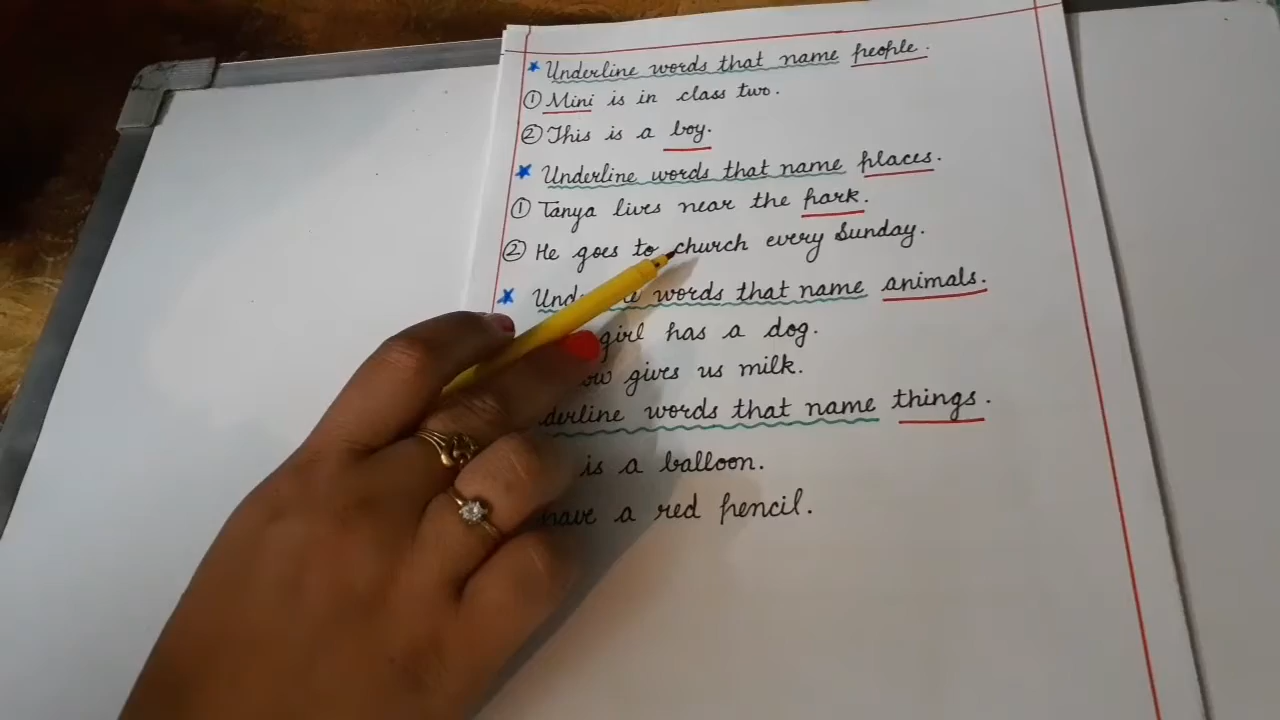 * Underline words that name people.
① Mini is in class two.
② This is a boy.
* Underline words that name places.
① Tanya lives near the park.
② He goes to church every Sunday.
* words that name animals.
girl has a dog.
gives us milk.
words that name things.
is a balloon.
a red pencil.